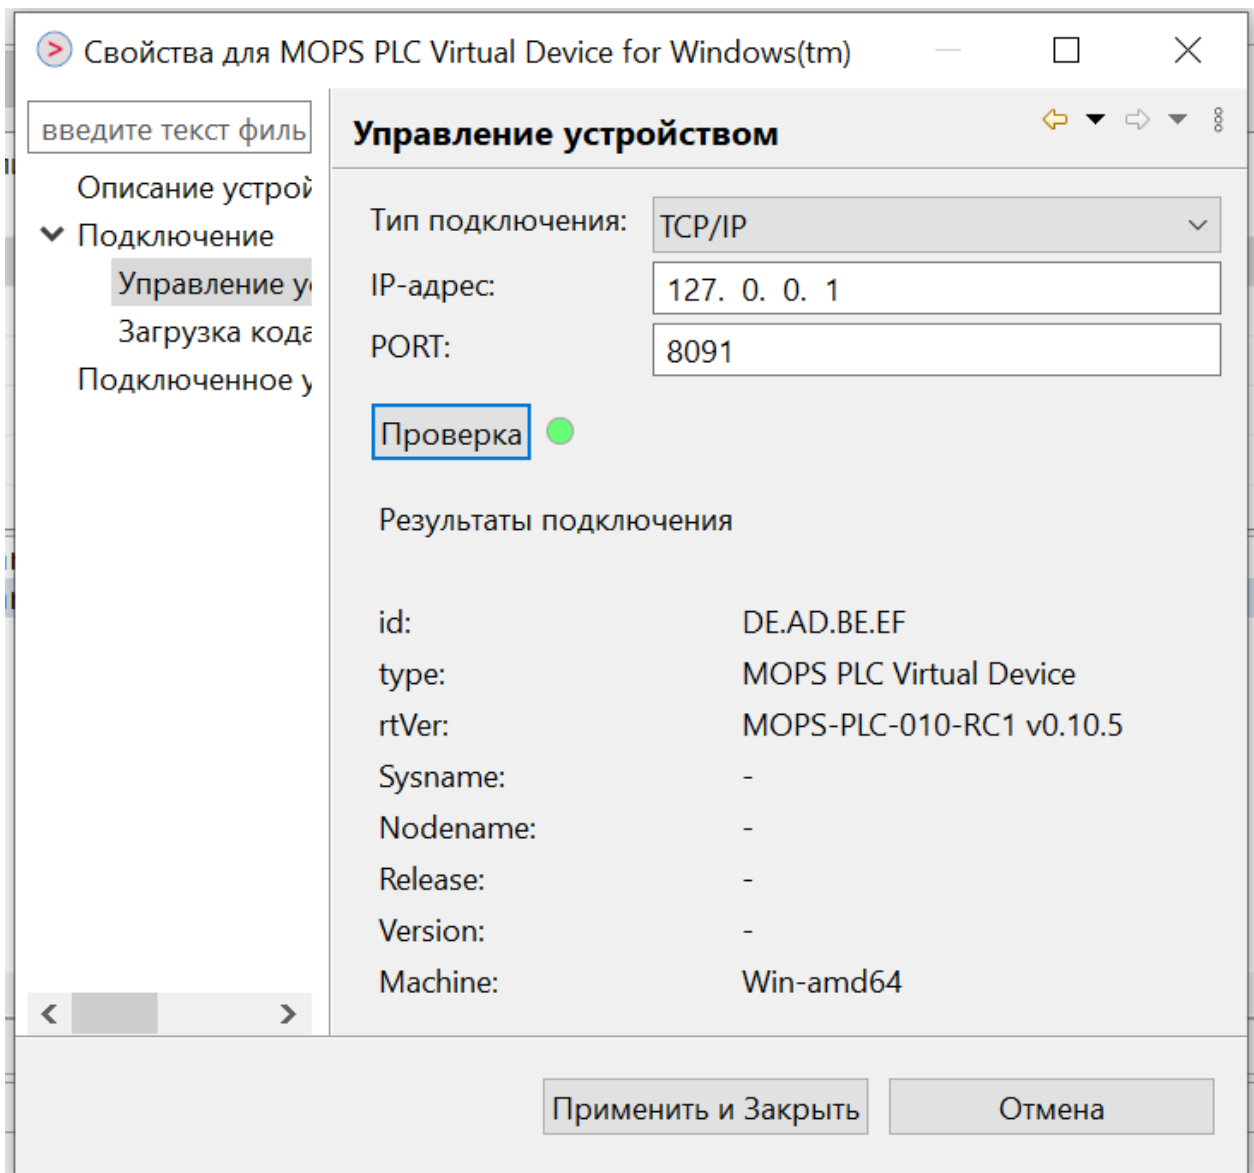 Свойства для MOPS PLC Virtual Device for Windows(tm)
введите текст филь
Управление устройством
Описание устрой
Подключение
Управление у
Загрузка кода
Подключенное у
Тип подключения: TCP/IP
IP-адрес: 127. 0. 0. 1
PORT: 8091
Проверка
Результаты подключения
id: DE.AD.BE.EF
type: MOPS PLC Virtual Device
rtVer: MOPS-PLC-010-RC1 v0.10.5
Sysname: -
Nodename: -
Release: -
Version: -
Machine: Win-amd64
Применить и Закрыть Отмена